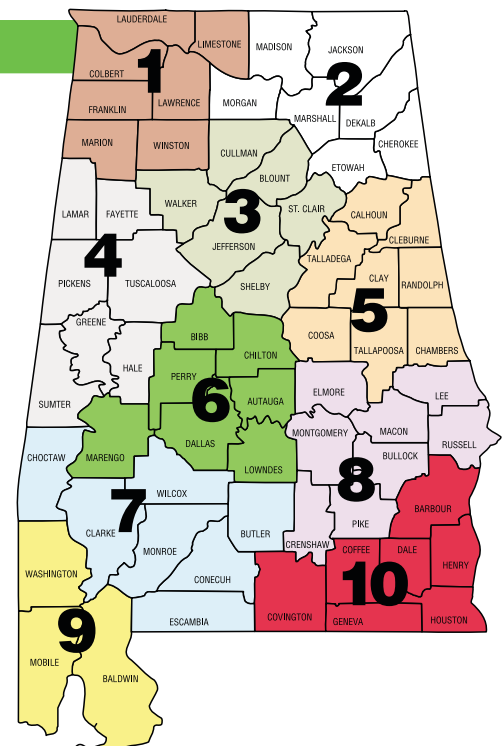 LAUDERDALE
LIMESTONE
MADISON
JACKSON
COLBERT
1
2
FRANKLIN
LAWRENCE
MORGAN
MARSHALL
DEKALB
CHEROKEE
MARION
WINSTON
CULLMAN
ETOWAH
BLOUNT
LAMAR
FAYETTE
WALKER
3
ST. CLAIR
CALHOUN
CLEBURNE
JEFFERSON
4
TALLADEGA
PICKENS
TUSCALOOSA
SHELBY
CLAY
RANDOLPH
5
GREENE
BIBB
COOSA
TALLAPOOSA
CHAMBERS
CHILTON
HALE
PERRY
6
AUTAUGA
ELMORE
LEE
SUMTER
MONTGOMERY
MACON
RUSSELL
DALLAS
CHOCTAW
MARENGO
LOWNDES
BULLOCK
8
WILCOX
7
BARBOUR
PIKE
CLARKE
BUTLER
MONROE
CRENSHAW
COFFEE
DALE
HENRY
WASHINGTON
CONECUH
10
ESCAMBIA
COVINGTON
GENEVA
HOUSTON
9
MOBILE
BALDWIN